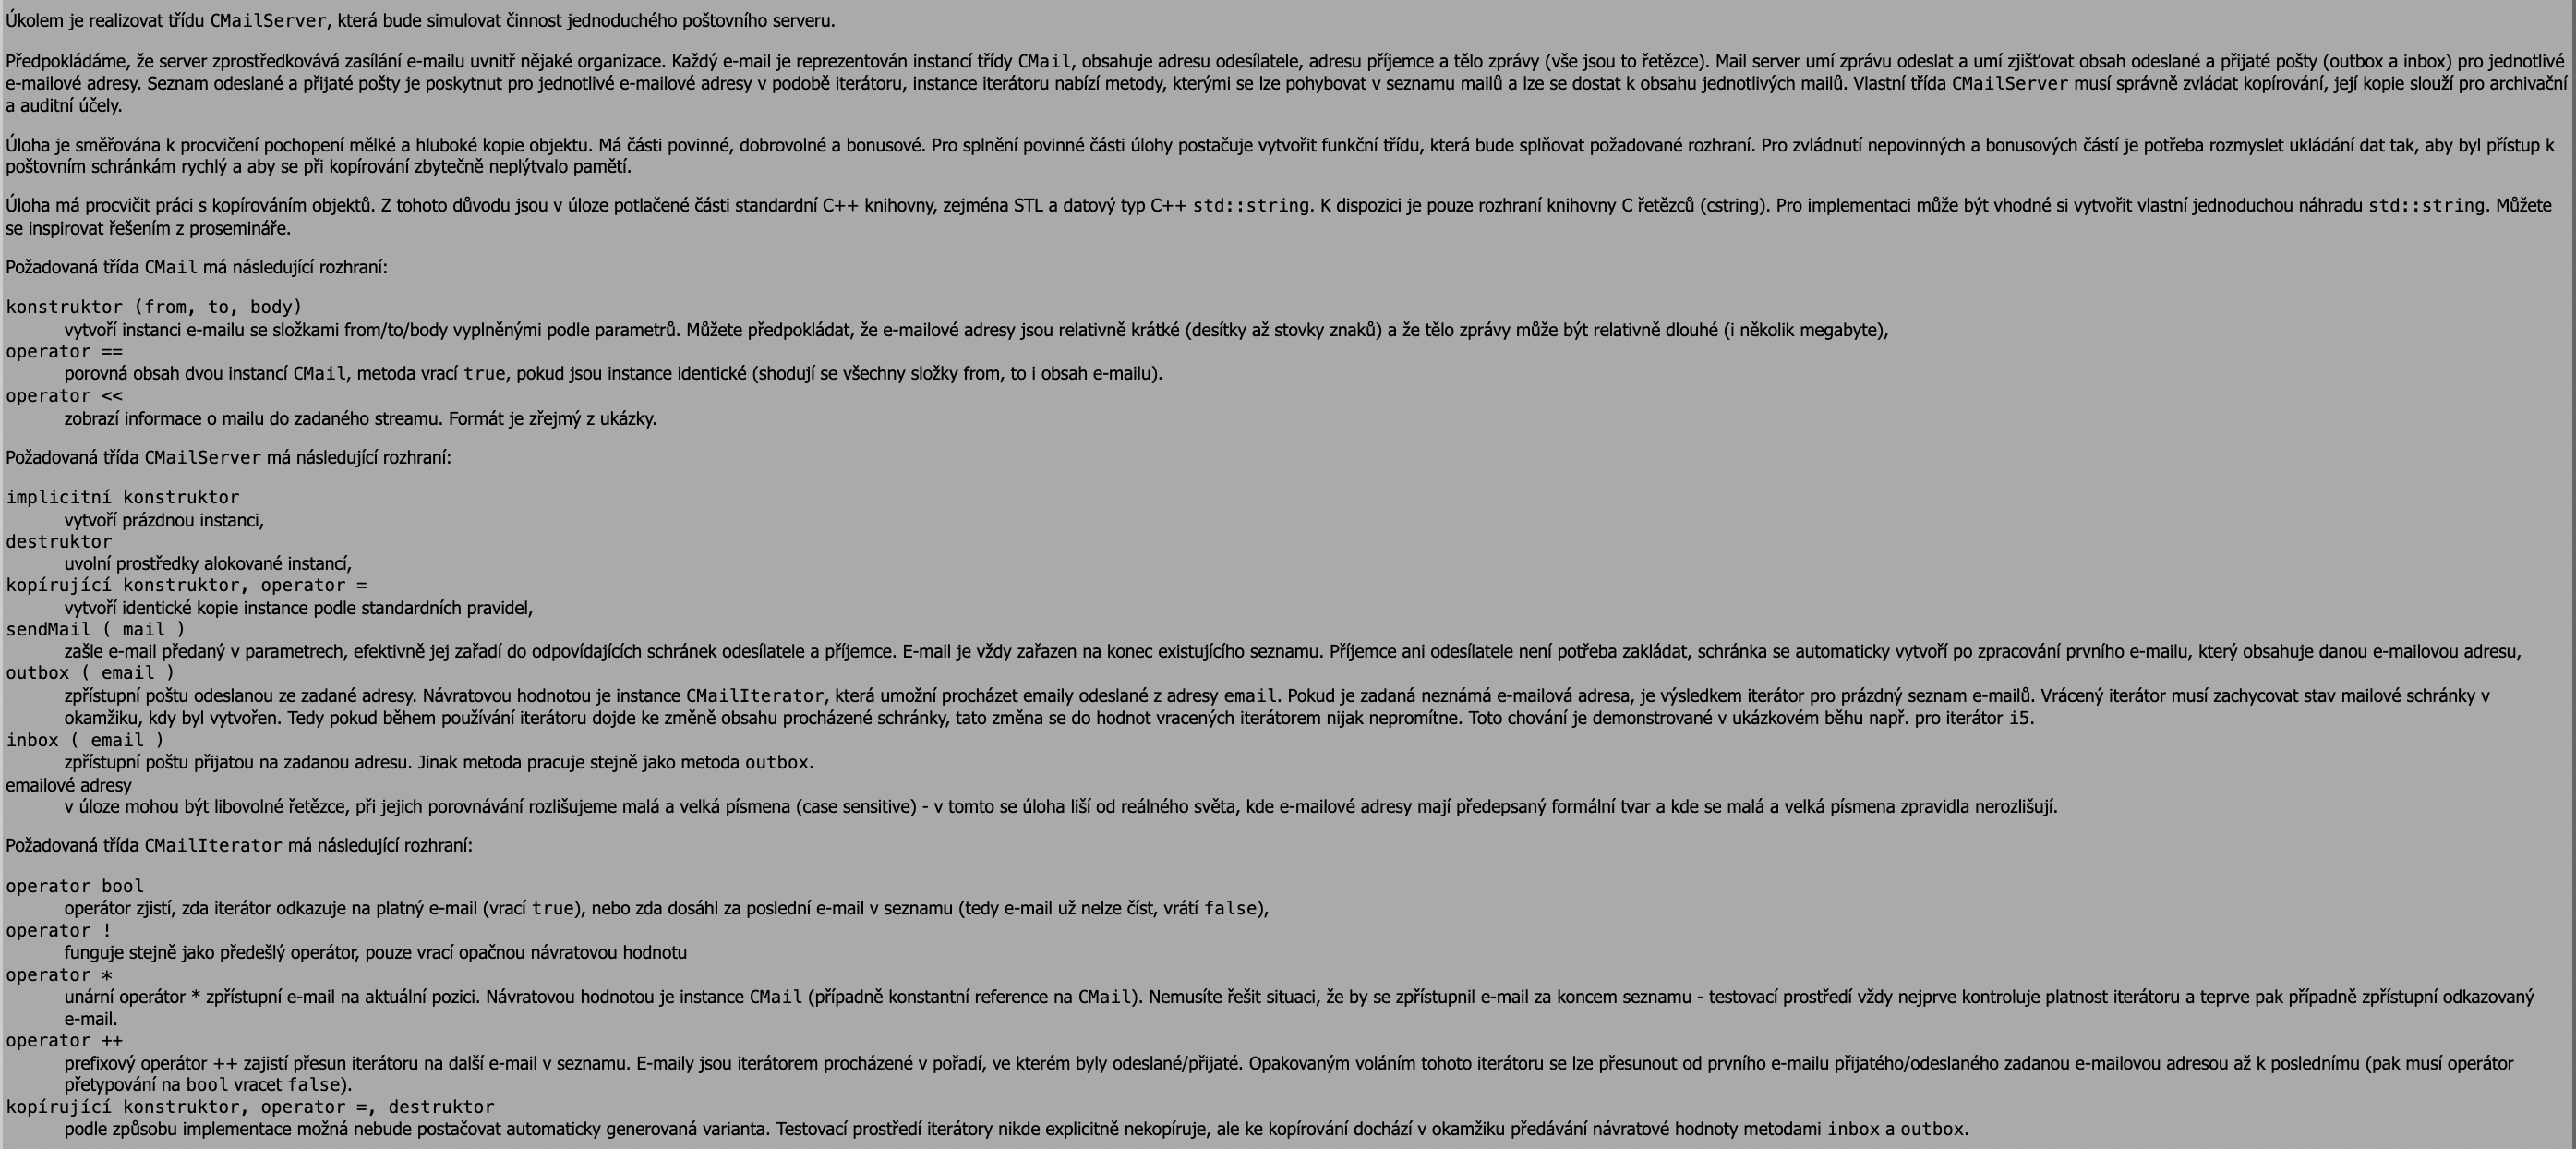 Úkolem je realizovat třídu CMailServer, která bude simulovat činnost jednoduchého poštovního serveru.
Předpokládáme, že server zprostředkovává zasílání e-mailu uvnitř nějaké organizace. Každý e-mail je reprezentován instancí třídy CMail, obsahuje adresu odesílatele, adresu příjemce a tělo zprávy (vše jsou to řetězce). Mail server umí zprávu odeslat a umí zjišťovat obsah odeslané a přijaté pošty (outbox a inbox) pro jednotlivé
e-mailové adresy. Seznam odeslané a přijaté pošty je poskytnut pro jednotlivé e-mailové adresy v podobě iterátoru, instance iterátoru nabízí metody, kterými se lze pohybovat v seznamu mailů a lze se dostat k obsahu jednotlivých mailů. Vlastní třída CMailServer musí správně zvládat kopírování, její kopie slouží pro archivační
a auditní účely.
Úloha je směřována k procvičení pochopení mělké a hluboké kopie objektu. Má části povinné, dobrovolné a bonusové. Pro splnění povinné části úlohy postačuje vytvořit funkční třídu, která bude splňovat požadované rozhraní. Pro zvládnutí nepovinných a bonusových částí je potřeba rozmyslet ukládání dat tak, aby byl přístup k
poštovním schránkám rychlý a aby se při kopírování zbytečně neplýtvalo pamětí.
Úloha má procvičit práci s kopírováním objektů. Z tohoto důvodu jsou v úloze potlačené části standardní C++ knihovny, zejména STL a datový typ C++ std::string. K dispozici je pouze rozhraní knihovny C řetězců (cstring). Pro implementaci může být vhodné si vytvořit vlastní jednoduchou náhradu std::string. Můžete
se inspirovat řešením z prosemináře.
Požadovaná třída CMail má následující rozhraní:
konstruktor (from, to, body)
vytvoří instanci e-mailu se složkami from/to/body vyplněnými podle parametrů. Můžete předpokládat, že e-mailové adresy jsou relativně krátké (desítky až stovky znaků) a že tělo zprávy může být relativně dlouhé (i několik megabyte),
operator ==
porovná obsah dvou instancí CMail, metoda vrací true, pokud jsou instance identické (shodují se všechny složky from, to i obsah e-mailu).
operator <<
zobrazí informace o mailu do zadaného streamu. Formát je zřejmý z ukázky.
Požadovaná třída CMailServer má následující rozhraní:
implicitní konstruktor
vytvoří prázdnou instanci,
destruktor
uvolní prostředky alokované instancí,
kopírující konstruktor, operator =
vytvoří identické kopie instance podle standardních pravidel,
sendMail ( mail )
zašle e-mail předaný v parametrech, efektivně jej zařadí do odpovídajících schránek odesílatele a příjemce. E-mail je vždy zařazen na konec existujícího seznamu. Příjemce ani odesílatele není potřeba zakládat, schránka se automaticky vytvoří po zpracování prvního e-mailu, který obsahuje danou e-mailovou adresu,
outbox ( email )
zpřístupní poštu odeslanou ze zadané adresy. Návratovou hodnotou je instance CMailIterator, která umožní procházet emaily odeslané z adresy email. Pokud je zadaná neznámá e-mailová adresa, je výsledkem iterátor pro prázdný seznam e-mailů. Vrácený iterátor musí zachycovat stav mailové schránky v
okamžiku, kdy byl vytvořen. Tedy pokud během používání iterátoru dojde ke změně obsahu procházené schránky, tato změna se do hodnot vracených iterátorem nijak nepromítne. Toto chování je demonstrované v ukázkovém běhu např. pro iterátor i5.
inbox ( email )
zpřístupní poštu přijatou na zadanou adresu. Jinak metoda pracuje stejně jako metoda outbox.
emailové adresy
v úloze mohou být libovolné řetězce, při jejich porovnávání rozlišujeme malá a velká písmena (case sensitive) - v tomto se úloha liší od reálného světa, kde e-mailové adresy mají předepsaný formální tvar a kde se malá a velká písmena zpravidla nerozlišují.
Požadovaná třída CMailIterator má následující rozhraní:
operator bool
operátor zjistí, zda iterátor odkazuje na platný e-mail (vrací true), nebo zda dosáhl za poslední e-mail v seznamu (tedy e-mail už nelze číst, vrátí false),
operator !
funguje stejně jako předešlý operátor, pouze vrací opačnou návratovou hodnotu
operator *
unární operátor * zpřístupní e-mail na aktuální pozici. Návratovou hodnotou je instance CMail (případně konstantní reference na CMail). Nemusíte řešit situaci, že by se zpřístupnil e-mail za koncem seznamu - testovací prostředí vždy nejprve kontroluje platnost iterátoru a teprve pak případně zpřístupní odkazovaný
e-mail.
operator ++
prefixový operátor ++ zajistí přesun iterátoru na další e-mail v seznamu. E-maily jsou iterátorem procházené v pořadí, ve kterém byly odeslané/přijaté. Opakovaným voláním tohoto iterátoru se lze přesunout od prvního e-mailu přijatého/odeslaného zadanou e-mailovou adresou až k poslednímu (pak musí operátor
přetypování na bool vracet false).
kopírující konstruktor, operator =, destruktor
podle způsobu implementace možná nebude postačovat automaticky generovaná varianta. Testovací prostředí iterátory nikde explicitně nekopíruje, ale ke kopírování dochází v okamžiku předávání návratové hodnoty metodami inbox a outbox.